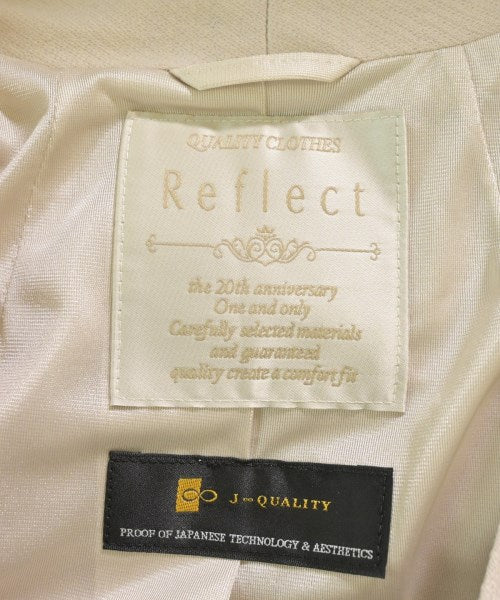 QUALITY CLOTHES
Reflect
the 20th anniversary
One and only
Carefully selected materials
and guaranteed
quality create a comfort fit
J∞QUALITY
PROOF OF JAPANESE TECHNOLOGY & AESTHETICS